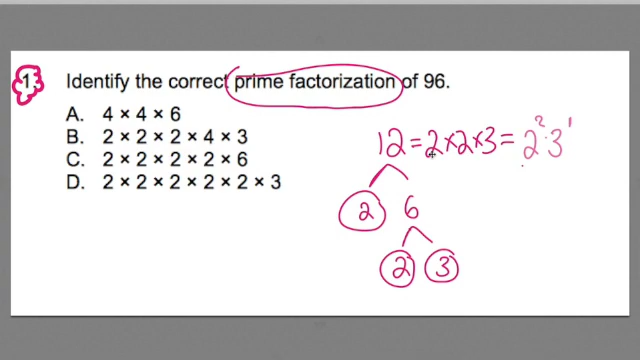 1. Identify the correct prime factorization of 96.
A. 4 × 4 × 6
B. 2 × 2 × 2 × 4 × 3
C. 2 × 2 × 2 × 2 × 6
D. 2 × 2 × 2 × 2 × 2 × 3
12 = 2 × 2 × 3 = 2² · 3¹
2 6
2 3